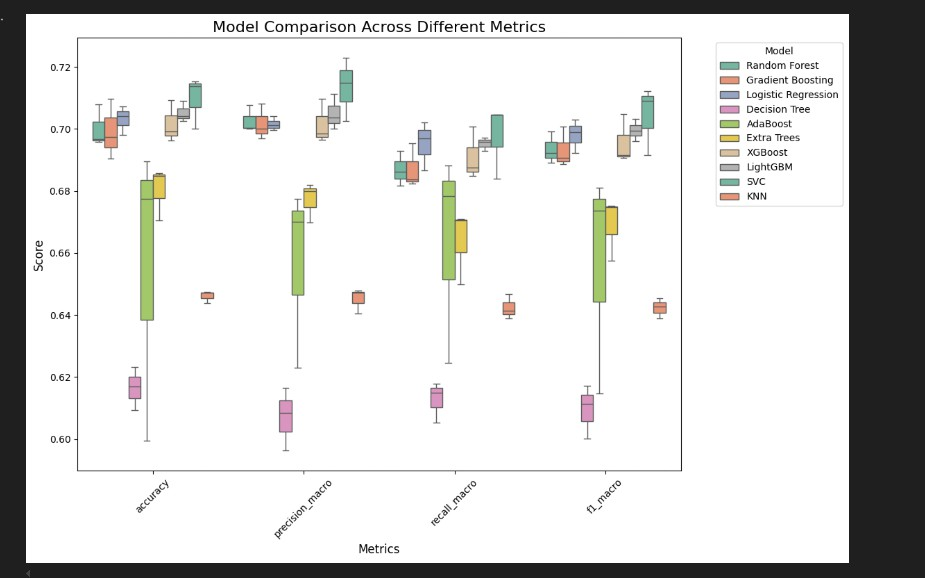 Model Comparison Across Different Metrics
Score
0.72
0.70
0.68
0.66
0.64
0.62
0.60
accuracy
precision_macro
recall_macro
f1_macro
Metrics
Model
Random Forest
Gradient Boosting
Logistic Regression
Decision Tree
AdaBoost
Extra Trees
XGBoost
LightGBM
SVC
KNN